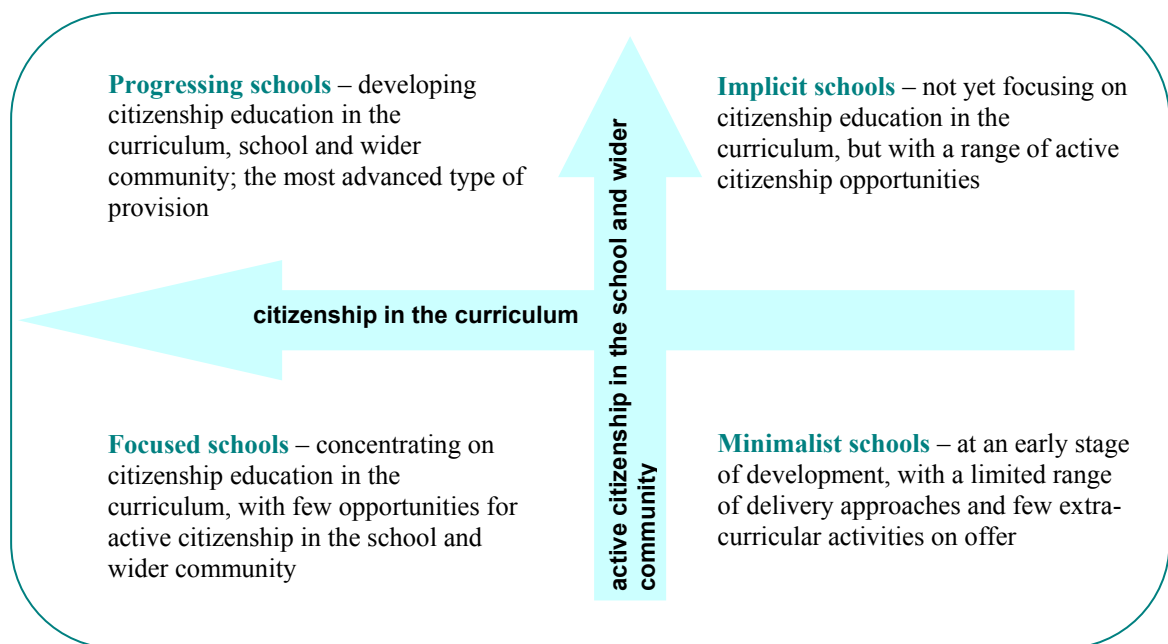 Progressing schools – developing
citizenship education in the
curriculum, school and wider
community; the most advanced type of
provision
Implicit schools – not yet focusing on
citizenship education in the
curriculum, but with a range of active
citizenship opportunities
citizenship in the curriculum
active citizenship in the school and wider
community
Focused schools – concentrating on
citizenship education in the
curriculum, with few opportunities for
active citizenship in the school and
wider community
Minimalist schools – at an early stage
of development, with a limited range
of delivery approaches and few extra-
curricular activities on offer